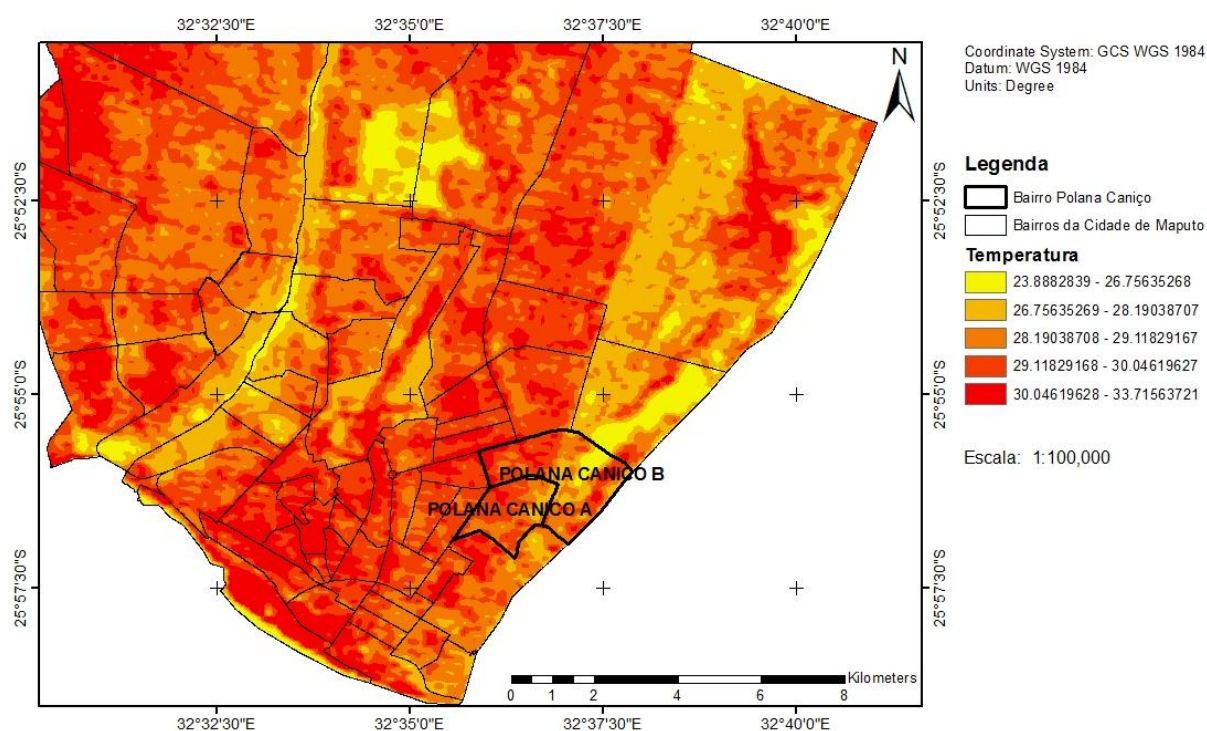 32°32'30"E 32°35'0"E 32°37'30"E 32°40'0"E
N
Coordinate System: GCS WGS 1984
Datum: WGS 1984
Units: Degree
Legenda
Bairro Polana Caniço
Bairros da Cidade de Maputo
Temperatura
23.8882839 - 26.75635268
26.75635269 - 28.19038707
28.19038708 - 29.11829167
29.11829168 - 30.04619627
30.04619628 - 33.71563721
Escala: 1:100,000
25°52'30"S 25°52'30"S
25°55'0"S 25°55'0"S
POLANA CANIÇO B
POLANA CANICO A
25°57'30"S 25°57'30"S
Kilometers
0 1 2 4 6 8
32°32'30"E 32°35'0"E 32°37'30"E 32°40'0"E